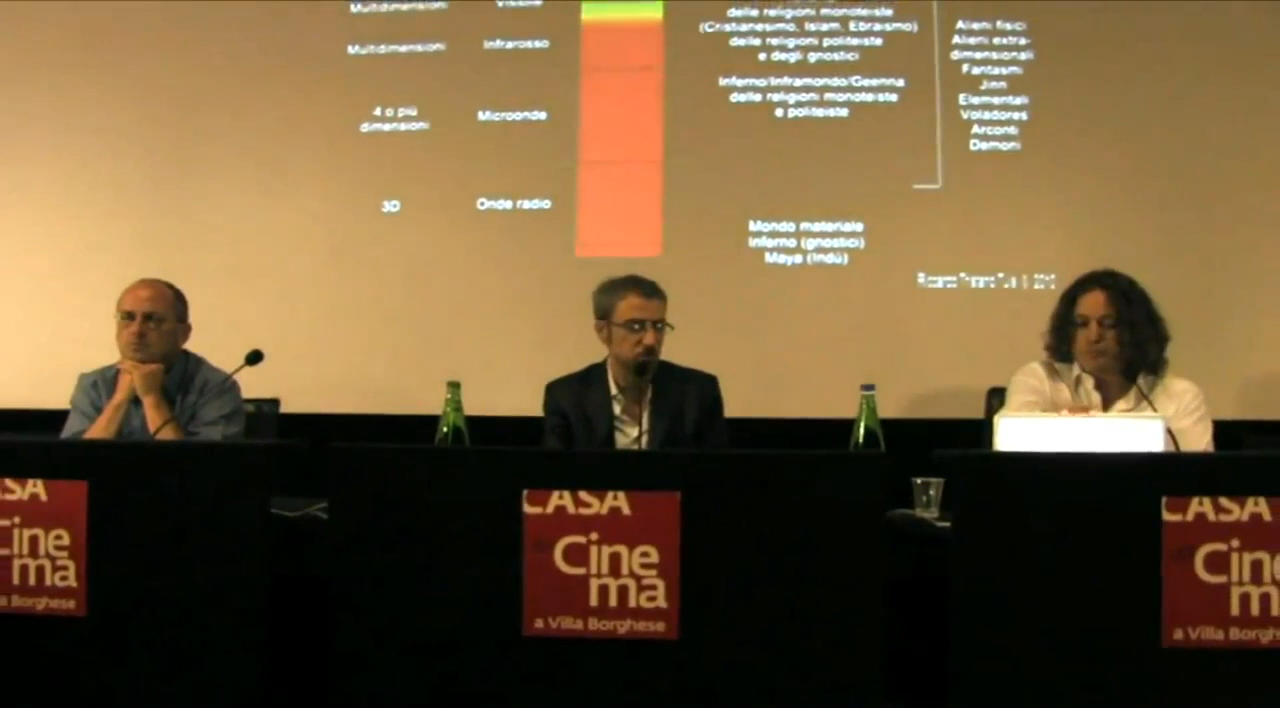 Multidimensioni
Visibile
delle religioni monoteiste
(Cristianesimo, Islam, Ebraismo)
delle religioni politeiste
e degli gnostici
Multidimensioni
Infrarosso
Inferno/Inframondo/Geenna
delle religioni monoteiste
e politeiste
4 o più
dimensioni
Microonde
Alieni fisici
Alieni extra-
dimensionali
Fantasmi
Jinn
Elementali
Voladores
Arconti
Demoni
3D
Onde radio
Mondo materiale
Inferno (gnostici)
Maya (Indù)
CASA
Cine
ma
a Villa Borghese
CASA
Cine
ma
a Villa Borghese
CASA
Cine
ma
a Villa Borghese